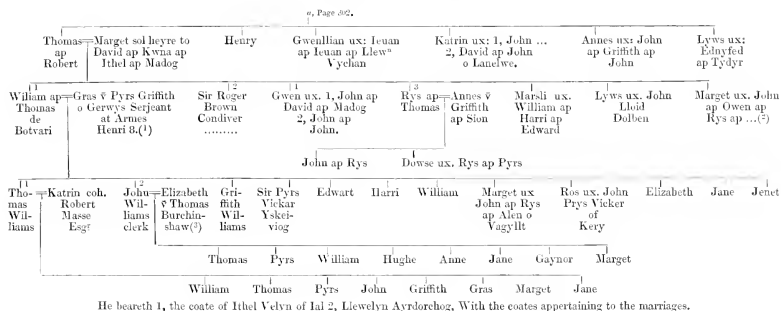 a, Page 302.
Thomas ap Robert
Marget sol heyre to David ap Kwna ap Ithel ap Madog
Henry
Gwenllian ux: Ieuan ap Ieuan ap Llewⁿ Vychan
Katrin ux: 1, John ... 2, David ap John o Lanelwe.
Annes ux: John ap Griffith ap John
Lyws ux: Ednyfed ap Tydyr
1
Wiliam ap Thomas de Botvari
Gras v̄ Pyrs Griffith o Gerwys Serjeant at Armes Henri 8.(¹)
2
Sir Roger Brown Condiver .........
Gwen ux. 1, John ap David ap Madog 2, John ap John.
3
Rys ap Thomas
Annes v̄ Griffith ap Sion
Marsli ux. William ap Harri ap Edward
Lyws ux. John Lloid Dolben
Marget ux. John ap Owen ap Rys ap ...(²)
John ap Rys
Dowse ux. Rys ap Pyrs
1
Thomas Williams
Katrin coh. Robert Masse Esgr
2
John Williams clerk
Elizabeth v̄ Thomas Burchinshaw(³)
Griffith Williams
Sir Pyrs Vickar Yskeiviog
Edwart
Harri
William
Marget ux John ap Rys ap Alen o Vagyllt
Ros ux. John Prys Vicker of Kery
Elizabeth
Jane
Jenet
Thomas Pyrs William Hughe Anne Jane Gaynor Marget
William Thomas Pyrs John Griffith Gras Marget Jane
He beareth 1, the coate of Ithel Velyn of Ial 2, Llewelyn Ayrdorchog, With the coates appertaining to the marriages.